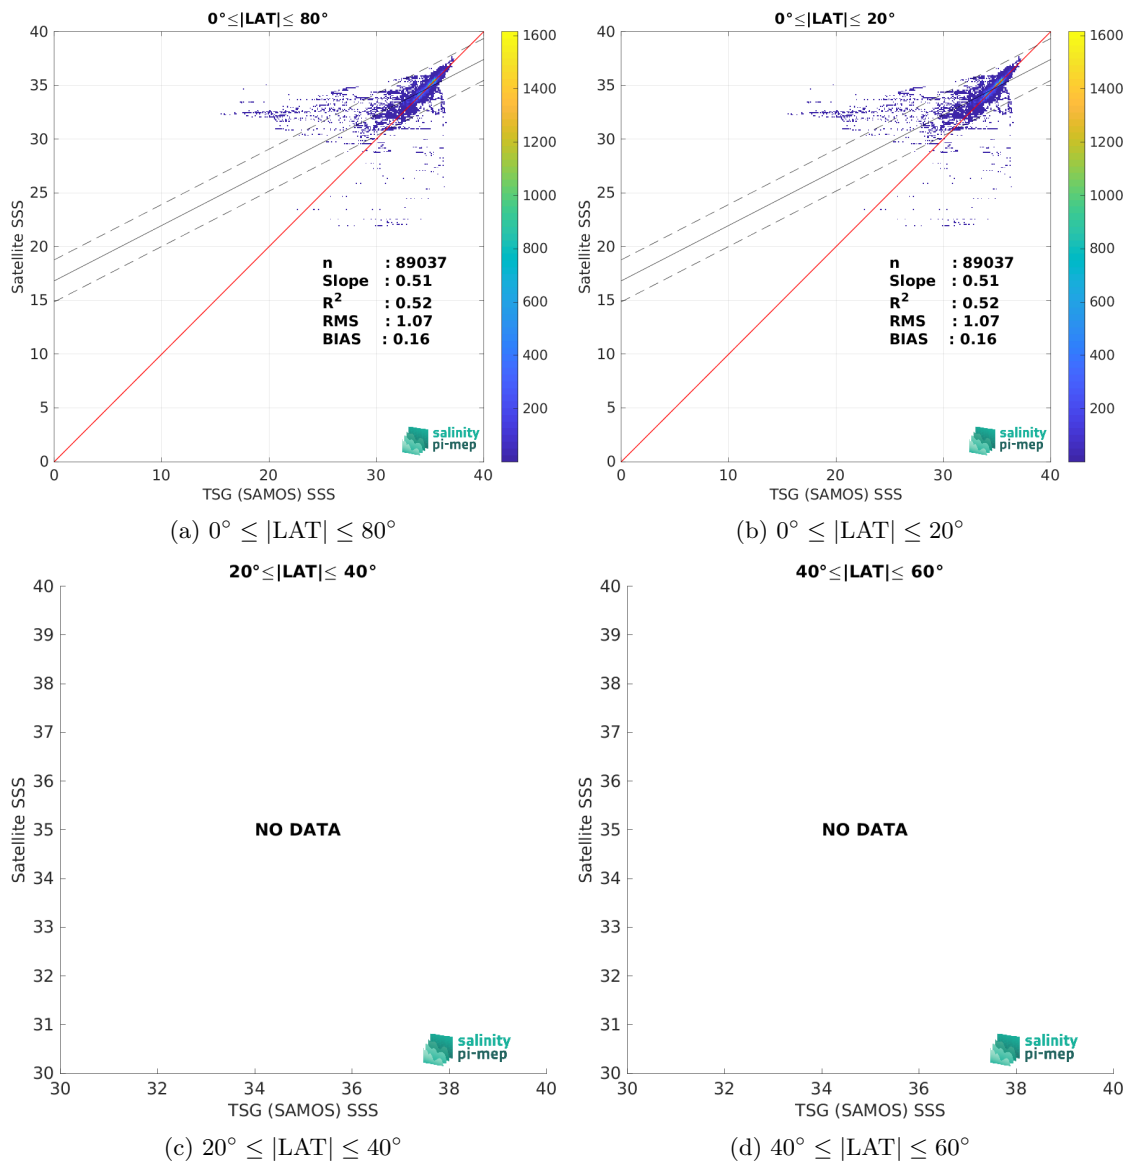 0°≤|LAT|≤ 80°
40
35
30
25
20
15
10
5
0
Satellite SSS
0
10
20
30
40
TSG (SAMOS) SSS
n : 89037
Slope : 0.51
R² : 0.52
RMS : 1.07
BIAS : 0.16
salinity
pi-mep
1600
1400
1200
1000
800
600
400
200
(a) 0° ≤ |LAT| ≤ 80°
0°≤|LAT|≤ 20°
40
35
30
25
20
15
10
5
0
Satellite SSS
0
10
20
30
40
TSG (SAMOS) SSS
n : 89037
Slope : 0.51
R² : 0.52
RMS : 1.07
BIAS : 0.16
salinity
pi-mep
1600
1400
1200
1000
800
600
400
200
(b) 0° ≤ |LAT| ≤ 20°
20°≤|LAT|≤ 40°
40
39
38
37
36
35
34
33
32
31
30
Satellite SSS
NO DATA
salinity
pi-mep
30
32
34
36
38
40
TSG (SAMOS) SSS
(c) 20° ≤ |LAT| ≤ 40°
40°≤|LAT|≤ 60°
40
39
38
37
36
35
34
33
32
31
30
Satellite SSS
NO DATA
salinity
pi-mep
30
32
34
36
38
40
TSG (SAMOS) SSS
(d) 40° ≤ |LAT| ≤ 60°